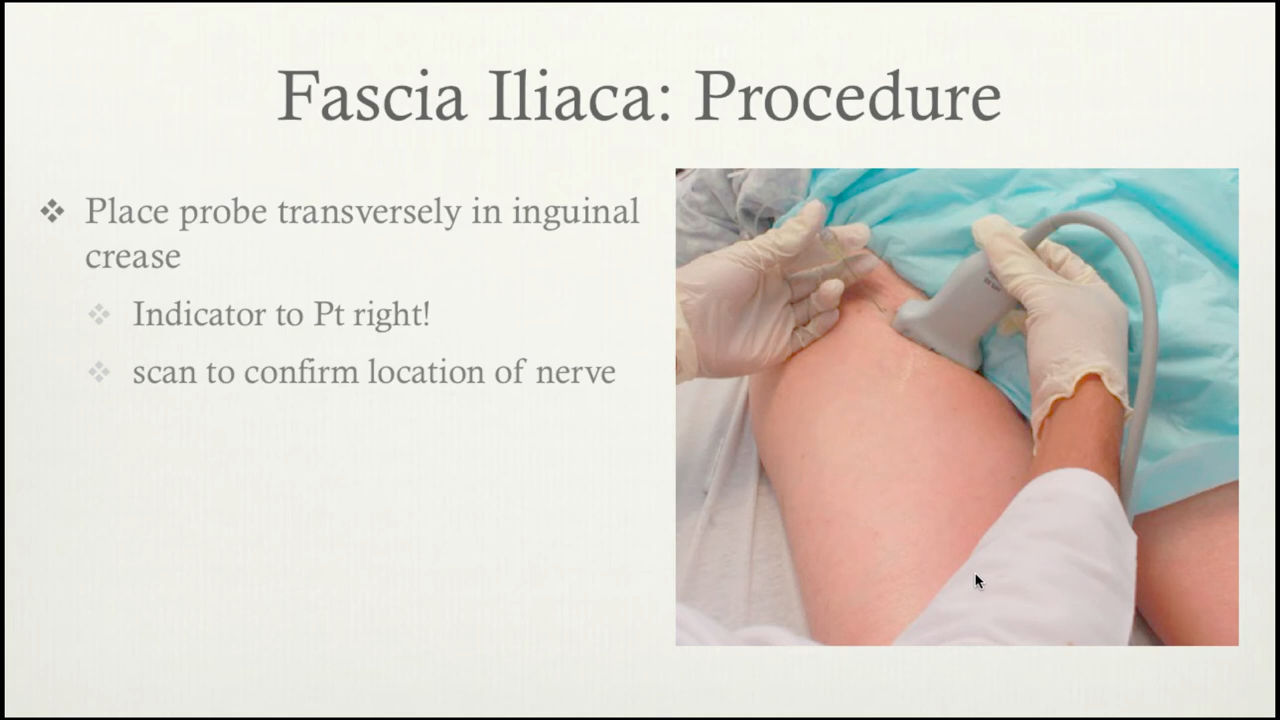 Fascia Iliaca: Procedure
❖ Place probe transversely in inguinal
crease
❖ Indicator to Pt right!
❖ scan to confirm location of nerve